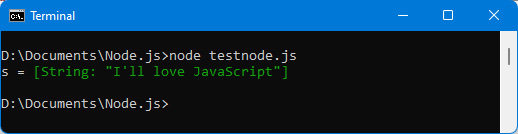 Terminal
D:\Documents\Node.js>node testnode.js
s = [String: "I'll love JavaScript"]
D:\Documents\Node.js>